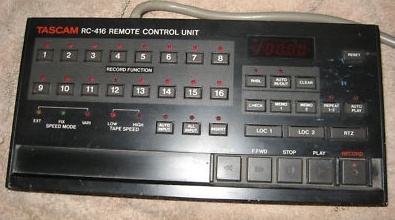 TASCAM RC-416 REMOTE CONTROL UNIT
1 2 3 4 5 6 7 8
RECORD FUNCTION
9 10 11 12 13 14 15 16
EXT FIX VARI LOW HIGH
SPEED MODE TAPE SPEED
AUTO INPUT ALL INPUT INSERT
RESET
RHSL AUTO IN/OUT CLEAR
CHECK MEMO 1 MEMO 2 REPEAT 1-2 AUTO PLAY
LOC 1 LOC 2 RTZ
F.FWD STOP PLAY RECORD